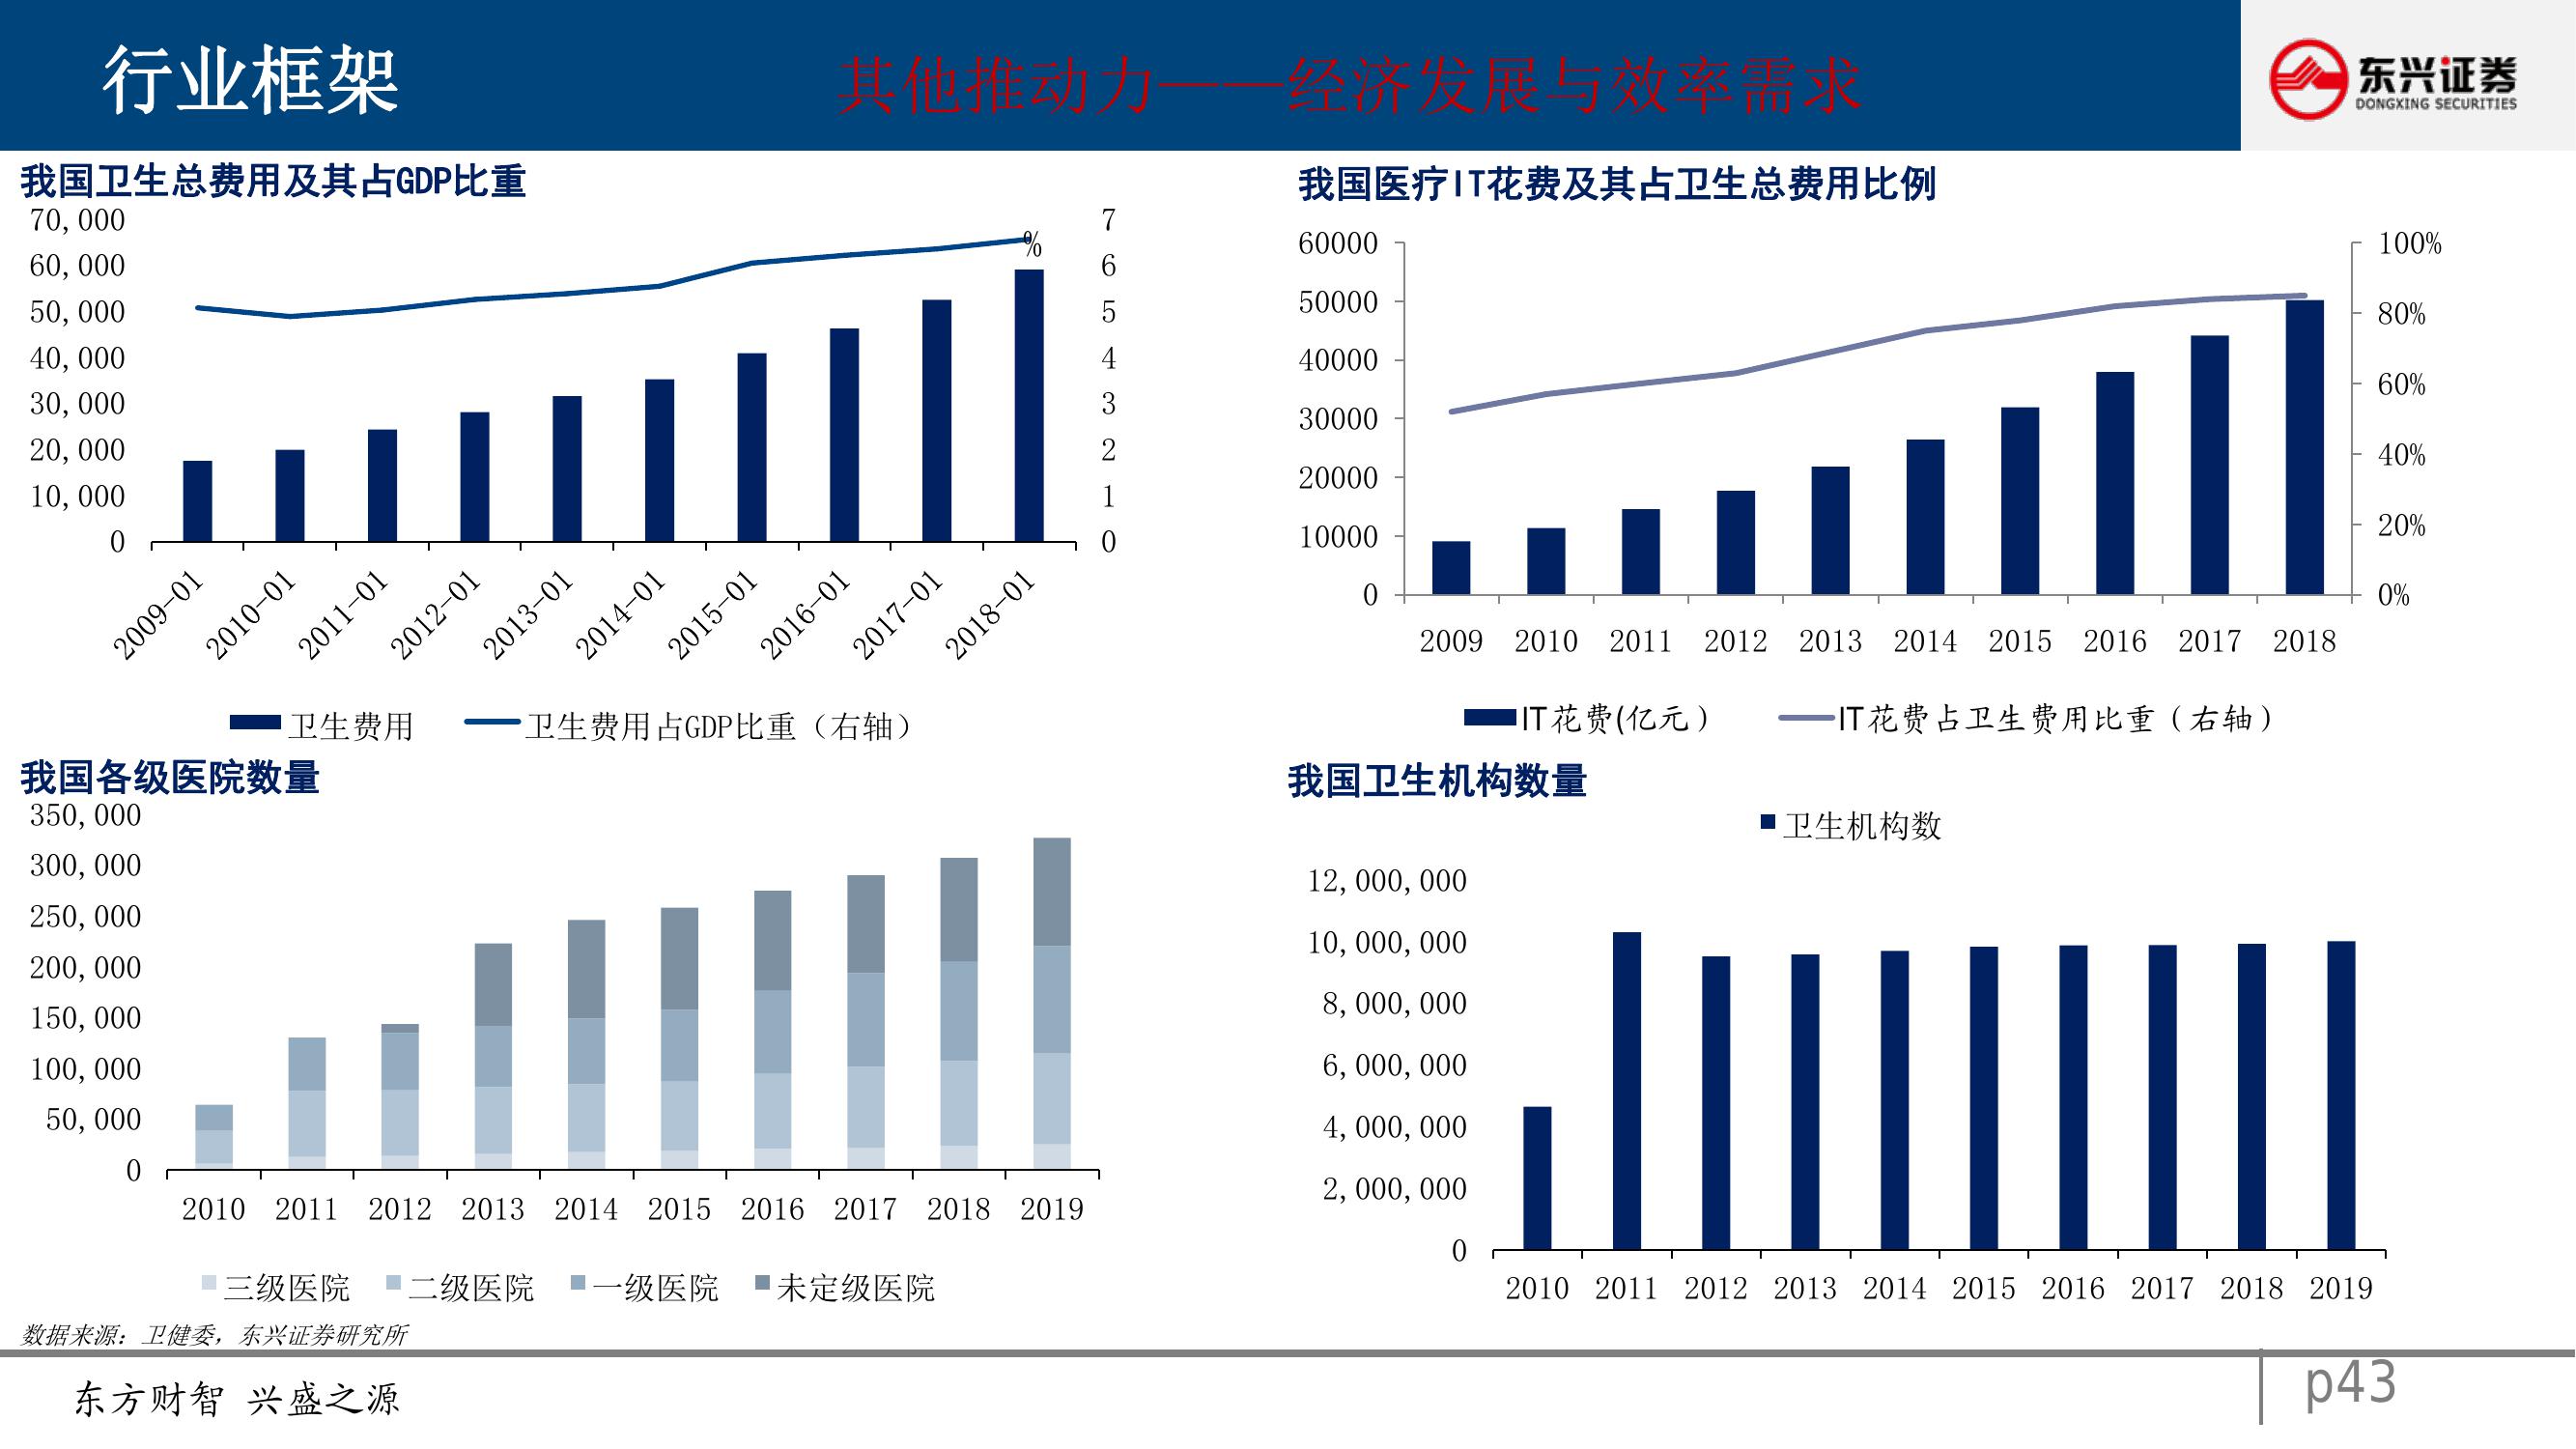 行业框架
其他推动力——经济发展与效率需求
东兴证券
DONGXING SECURITIES
我国卫生总费用及其占GDP比重
70,000
60,000
50,000
40,000
30,000
20,000
10,000
0
%
7
6
5
4
3
2
1
0
2009-01 2010-01 2011-01 2012-01 2013-01 2014-01 2015-01 2016-01 2017-01 2018-01
卫生费用 卫生费用占GDP比重（右轴）
我国医疗IT花费及其占卫生总费用比例
60000
50000
40000
30000
20000
10000
0
100%
80%
60%
40%
20%
0%
2009 2010 2011 2012 2013 2014 2015 2016 2017 2018
IT花费(亿元） IT花费占卫生费用比重（右轴）
我国各级医院数量
350,000
300,000
250,000
200,000
150,000
100,000
50,000
0
2010 2011 2012 2013 2014 2015 2016 2017 2018 2019
三级医院 二级医院 一级医院 未定级医院
我国卫生机构数量
卫生机构数
12,000,000
10,000,000
8,000,000
6,000,000
4,000,000
2,000,000
0
2010 2011 2012 2013 2014 2015 2016 2017 2018 2019
数据来源：卫健委，东兴证券研究所
东方财智 兴盛之源
p43